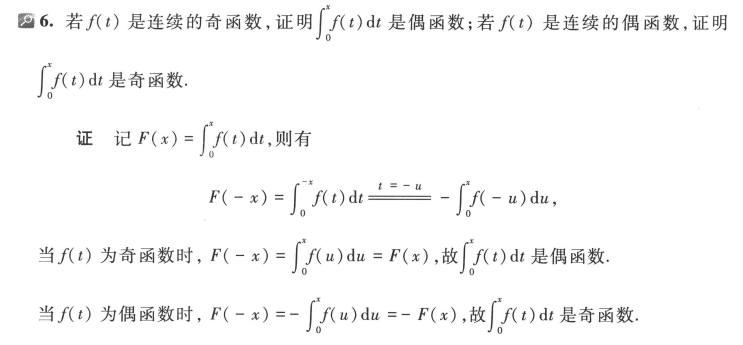 6. 若 f(t) 是连续的奇函数,证明∫₀ˣ f(t)dt 是偶函数;若 f(t) 是连续的偶函数,证明
∫₀ˣ f(t)dt 是奇函数.
证 记 F(x) = ∫₀ˣ f(t)dt,则有
F(-x) = ∫₀⁻ˣ f(t)dt \xlongequal{t = -u} -∫₀ˣ f(-u)du,
当 f(t) 为奇函数时, F(-x) = ∫₀ˣ f(u)du = F(x),故∫₀ˣ f(t)dt 是偶函数.
当 f(t) 为偶函数时, F(-x) = -∫₀ˣ f(u)du = -F(x),故∫₀ˣ f(t)dt 是奇函数.